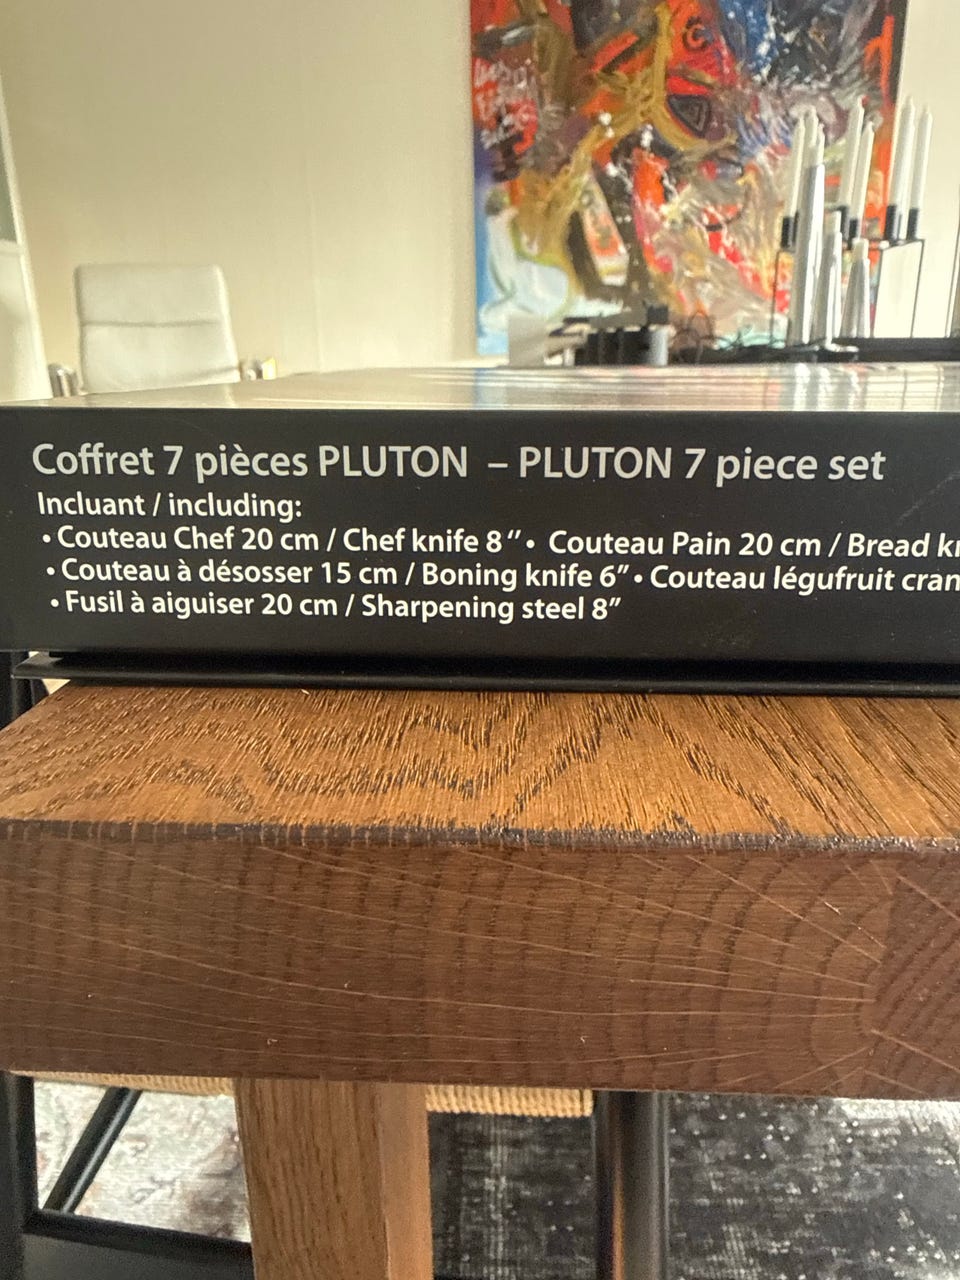 Coffret 7 pièces PLUTON – PLUTON 7 piece set
Incluant / including:
• Couteau Chef 20 cm / Chef knife 8″ • Couteau Pain 20 cm / Bread
• Couteau à désosser 15 cm / Boning knife 6” • Couteau légufruit
• Fusil à aiguiser 20 cm / Sharpening steel 8”